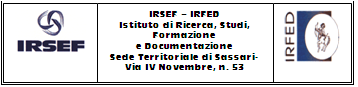 IRSEF
IRSEF – IRFED
Istituto di Ricerca, Studi,
Formazione
e Documentazione
Sede Territoriale di Sassari-
Via IV Novembre, n. 53
IRFED